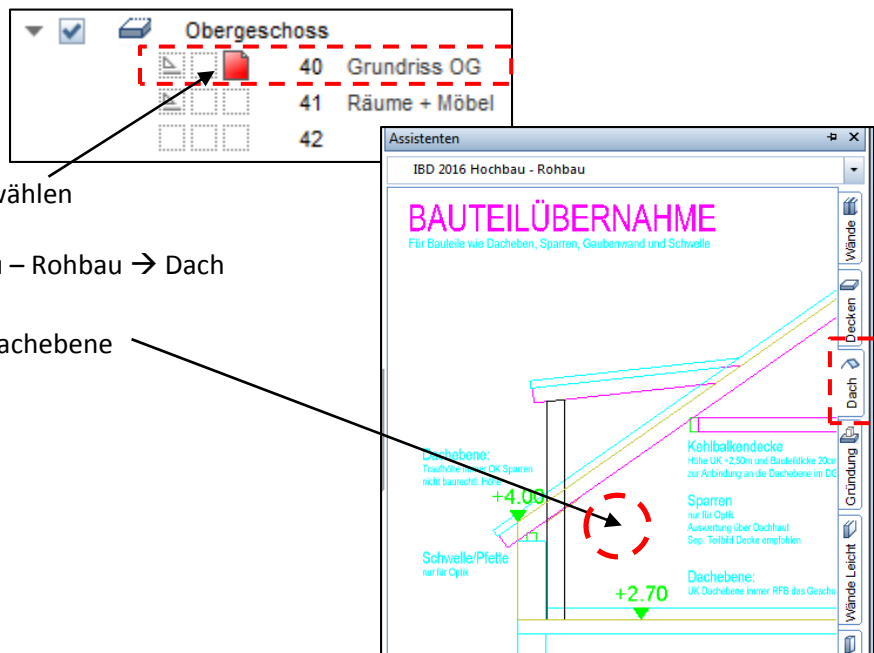 Obergeschoss
40 Grundriss OG
41 Räume + Möbel
42
wählen
– Rohbau → Dach
achebene
Assistenten
IBD 2016 Hochbau - Rohbau
BAUTEILÜBERNAHME
Für Bauteile wie Dacheben, Sparren, Gaubenwand und Schwelle
Dachebene:
Traufhöhe immer OK Sparren
nicht baurechtl. Höhe
+4.00
Schwelle/Pfette
nur für Optik
Kehlbalkendecke
Höhe UK +2,50m und Bauteildicke 20cm
zur Anbindung an die Dachebene im DG
Sparren
nur für Optik
Auswertung über Dachhaut
Sep. Teilbild Decke empfohlen
Dachebene:
UK Dachebene immer RFB des Gescho
+2.70
Wände
Decken
Dach
Gründung
Wände Leicht